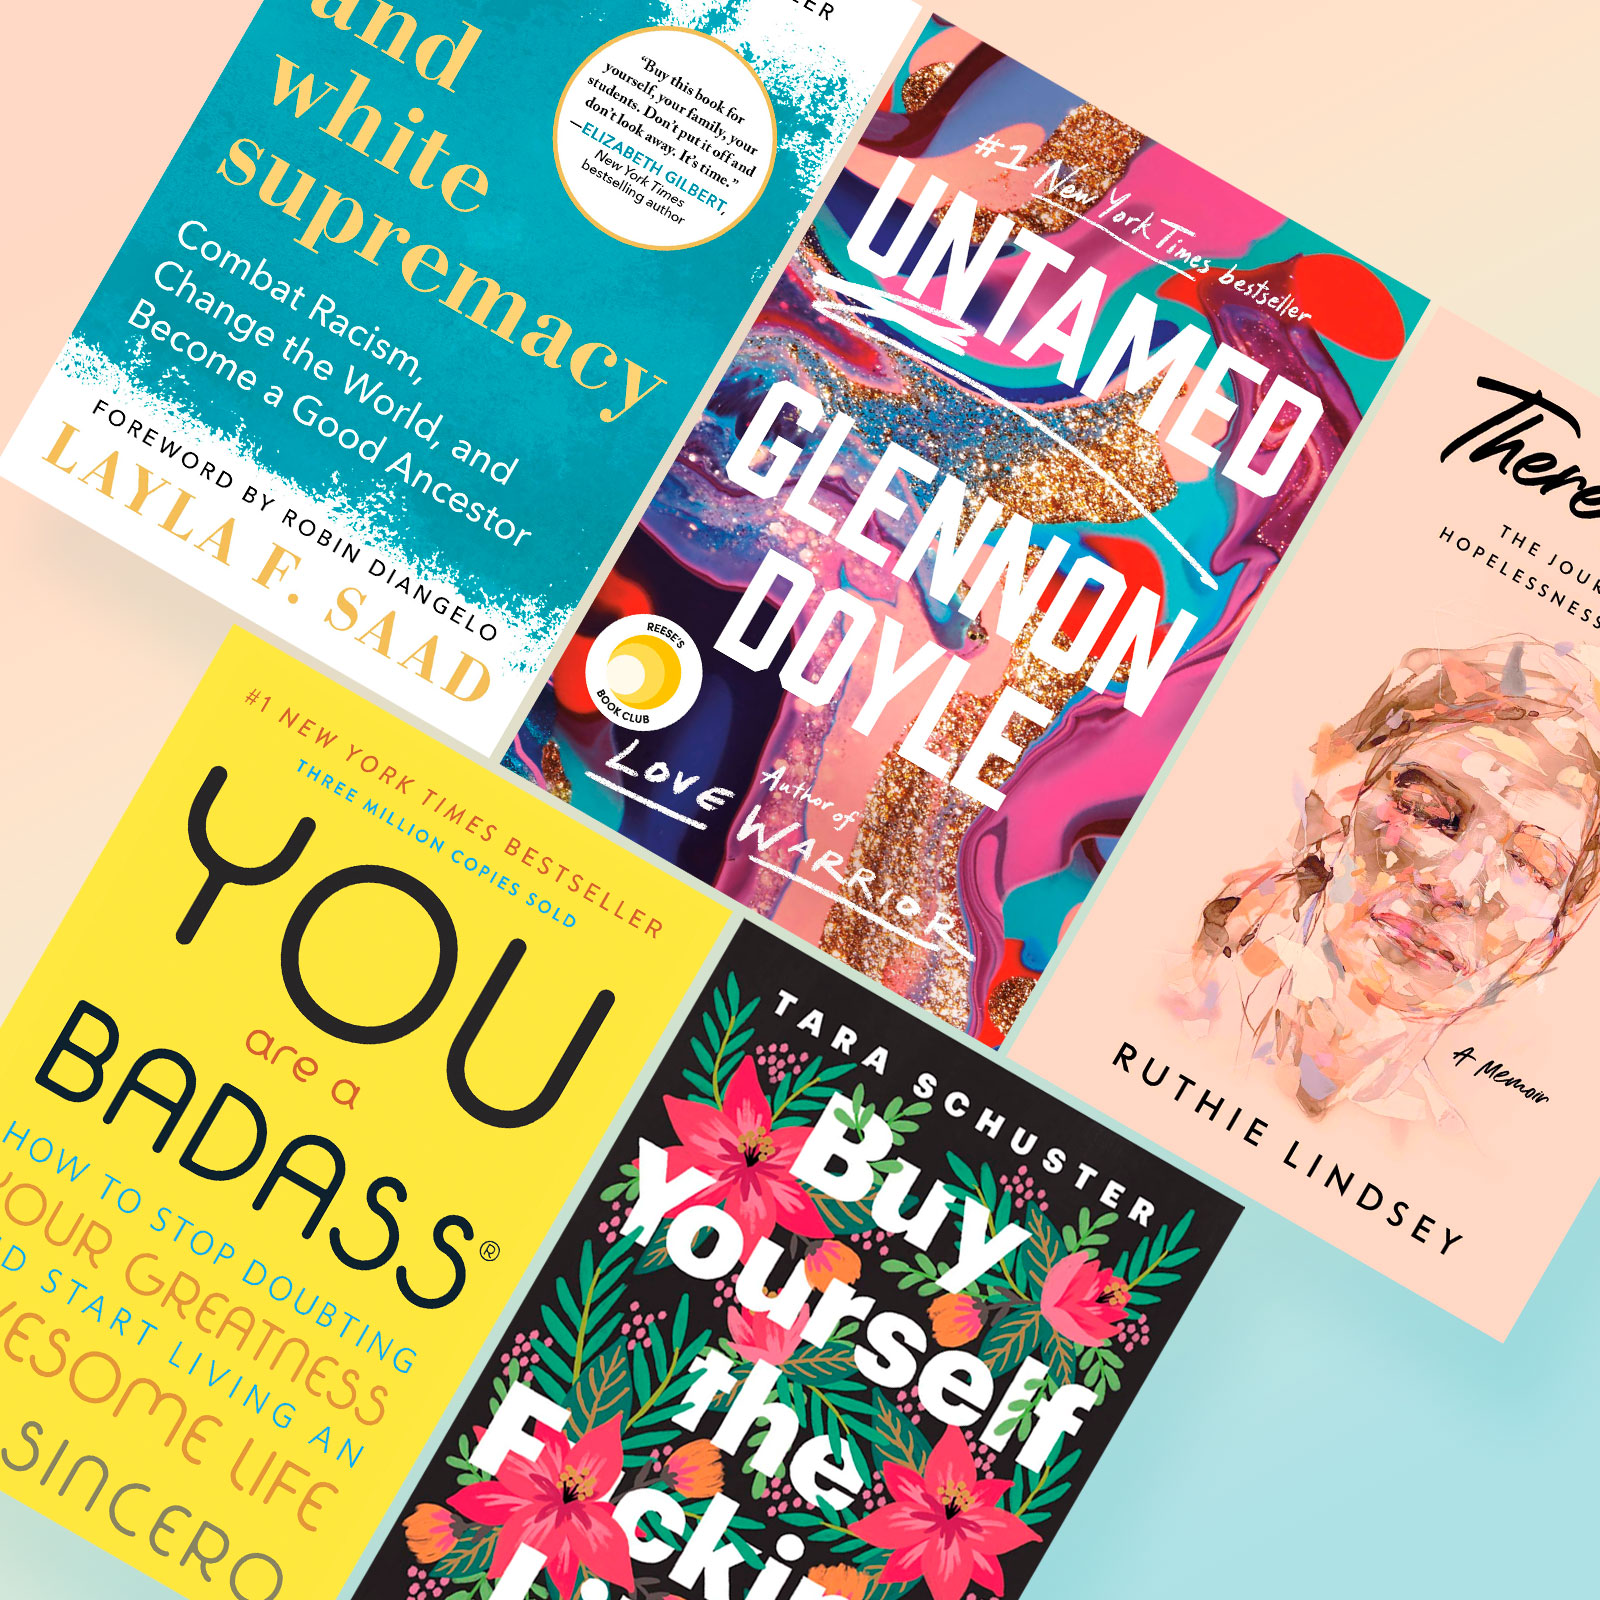 and
white
supremacy
Combat Racism,
Change the World, and
Become a Good Ancestor
FOREWORD BY ROBIN DIANGELO
LAYLA F. SAAD
"Buy this book for
yourself, your family, your
students. Don't put it off and
don't look away. It's time."
—ELIZABETH GILBERT,
New York Times
bestselling author
#1 New York Times bestseller
UNTAMED
GLENNON
DOYLE
REESE'S
BOOK CLUB
Author of
LOVE WARRIOR
There
THE JOUR
HOPELESSNESS
A Memoir
RUTHIE LINDSEY
#1 NEW YORK TIMES BESTSELLER
THREE MILLION COPIES SOLD
YOU
are a
BADASS®
HOW TO STOP DOUBTING
YOUR GREATNESS
D START LIVING AN
WESOME LIFE
SINCERO
TARA SCHUSTER
Buy
Yourself
the
F cking